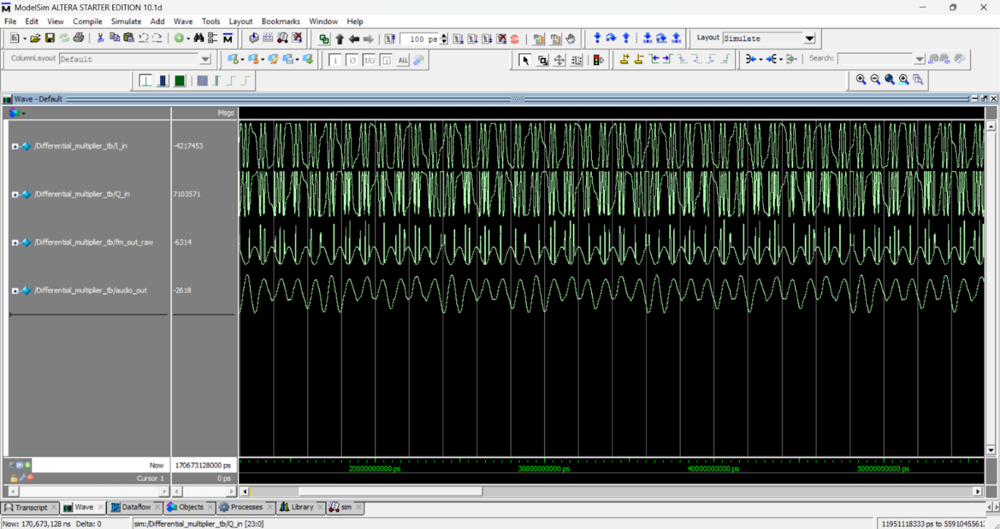 ModelSim ALTERA STARTER EDITION 10.1d
File Edit View Compile Simulate Add Wave Tools Layout Bookmarks Window Help
100 ps Layout Simulate
ColumnLayout Default ALL Search:
Wave - Default
Msgs
/Differential_multiplier_tb/I_in -4217453
/Differential_multiplier_tb/Q_in 7103571
/Differential_multiplier_tb/fm_out_raw -6314
/Differential_multiplier_tb/audio_out -2618
Now 170673128000 ps
20000000000 ps 30000000000 ps 40000000000 ps 50000000000 ps
Cursor 1 0 ps
Transcript Wave Dataflow Objects Processes Library sim
Now: 170,673,128 ns Delta: 0 sim:/Differential_multiplier_tb/Q_in [23:0] 11951118333 ps to